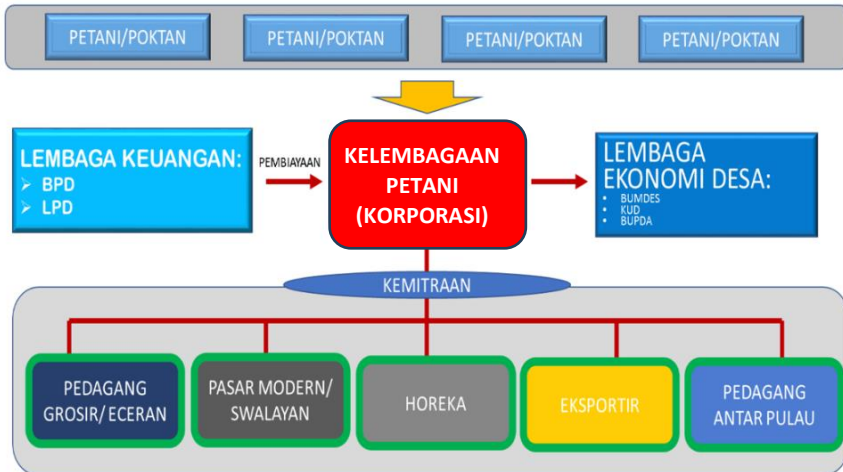 PETANI/POKTAN
PETANI/POKTAN
PETANI/POKTAN
PETANI/POKTAN
LEMBAGA KEUANGAN:
➢ BPD
➢ LPD
PEMBIAYAAN
KELEMBAGAAN
PETANI
(KORPORASI)
LEMBAGA
EKONOMI DESA:
• BUMDES
• KUD
• BUPDA
KEMITRAAN
PEDAGANG
GROSIR/ ECERAN
PASAR MODERN/
SWALAYAN
HOREKA
EKSPORTIR
PEDAGANG
ANTAR PULAU